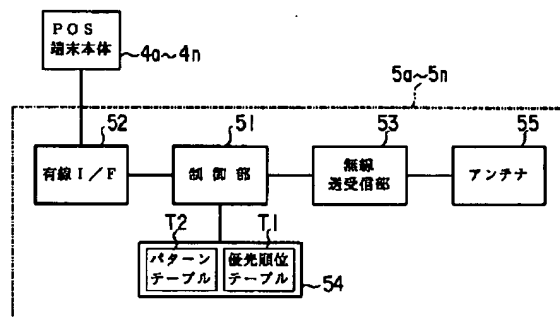 POS
端末本体
4a~4n
5a~5n
52
51
53
55
有線I/F
制御部
無線
送受信部
アンテナ
T2
T1
パターン
テーブル
優先順位
テーブル
54